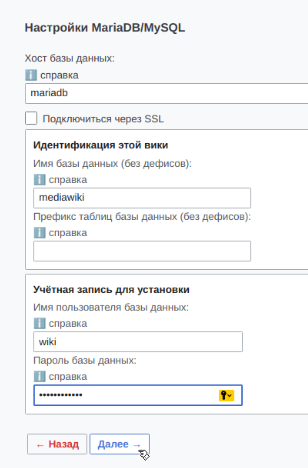 Настройки MariaDB/MySQL
Хост базы данных:
справка
mariadb
Подключиться через SSL
Идентификация этой вики
Имя базы данных (без дефисов):
справка
mediawiki
Префикс таблиц базы данных (без дефисов):
справка
Учётная запись для установки
Имя пользователя базы данных:
справка
wiki
Пароль базы данных:
справка
••••••••••••
← Назад Далее →